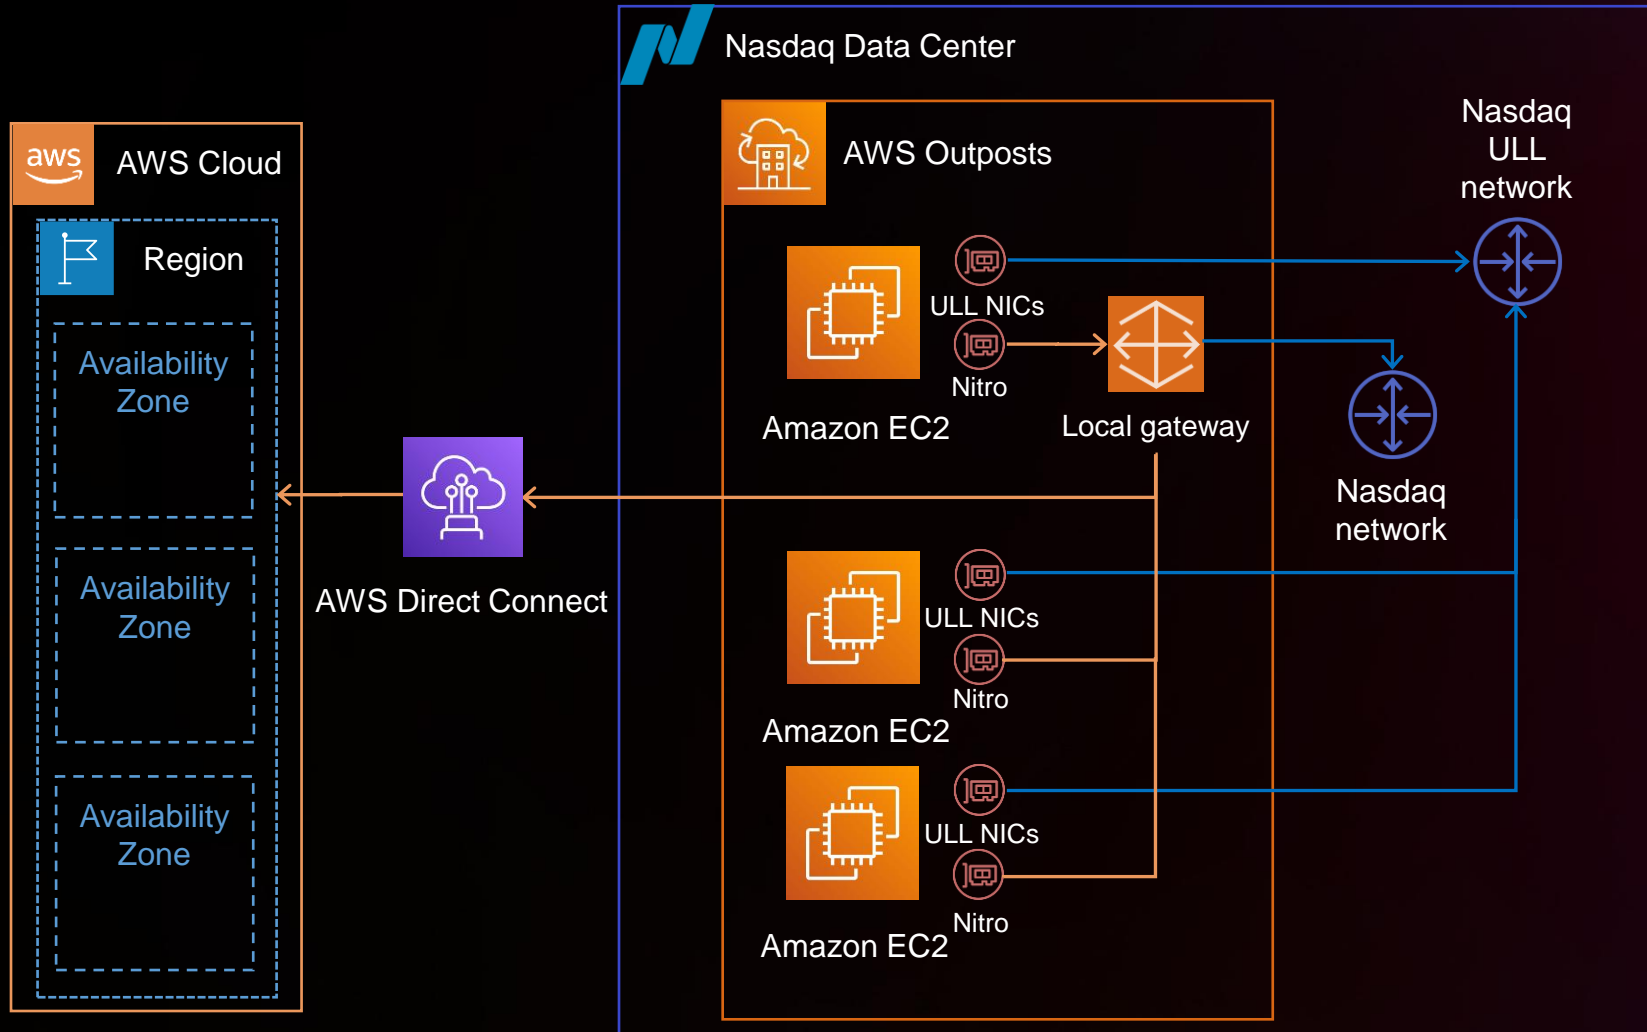 Nasdaq Data Center
aws
AWS Cloud
Region
Availability
Zone
Availability
Zone
Availability
Zone
AWS Direct Connect
AWS Outposts
ULL NICs
Nitro
Amazon EC2
Local gateway
ULL NICs
Nitro
Amazon EC2
ULL NICs
Nitro
Amazon EC2
Nasdaq
ULL
network
Nasdaq
network